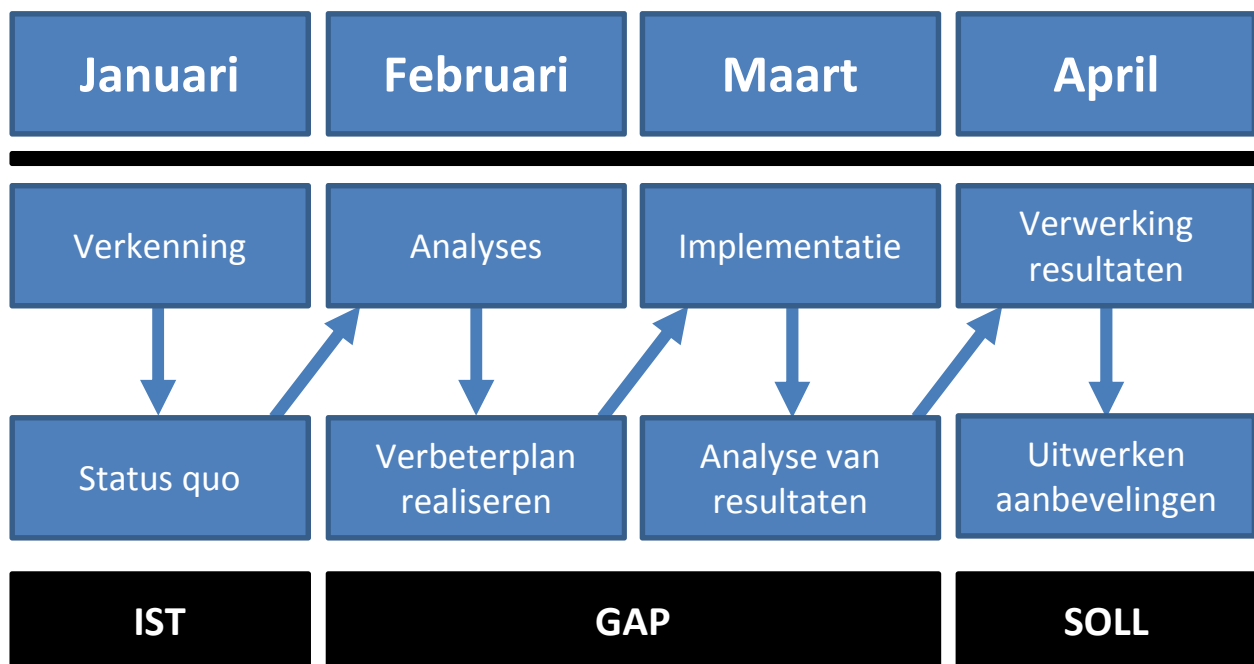 Januari
Februari
Maart
April
Verkenning
Analyses
Implementatie
Verwerking
resultaten
Status quo
Verbeterplan
realiseren
Analyse van
resultaten
Uitwerken
aanbevelingen
IST
GAP
SOLL